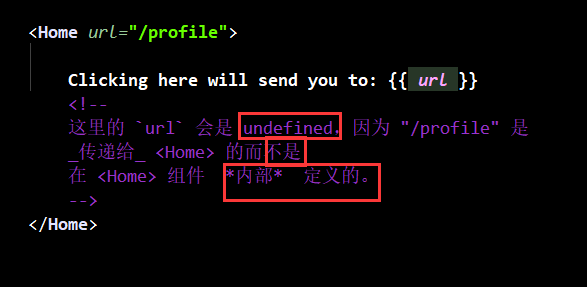 <Home url="/profile">
Clicking here will send you to: {{ url }}
<!--
这里的 `url` 会是 undefined，因为 "/profile" 是
_传递给_ <Home> 的而不是
在 <Home> 组件 *内部* 定义的。
-->
</Home>